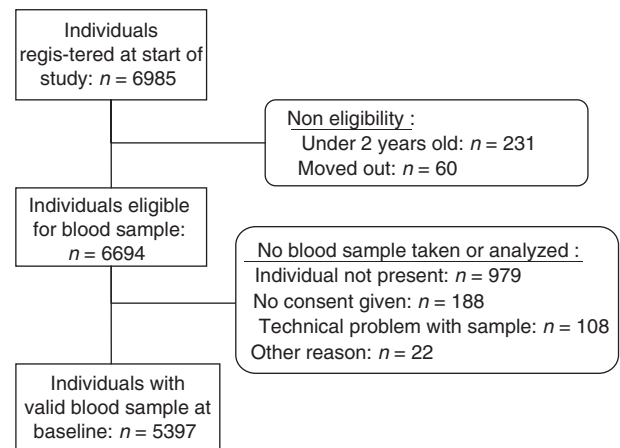 Individuals
regis-tered at start of
study: n = 6985
Non eligibility :
Under 2 years old: n = 231
Moved out: n = 60
Individuals eligible
for blood sample:
n = 6694
No blood sample taken or analyzed :
Individual not present: n = 979
No consent given: n = 188
Technical problem with sample: n = 108
Other reason: n = 22
Individuals with
valid blood sample at
baseline: n = 5397